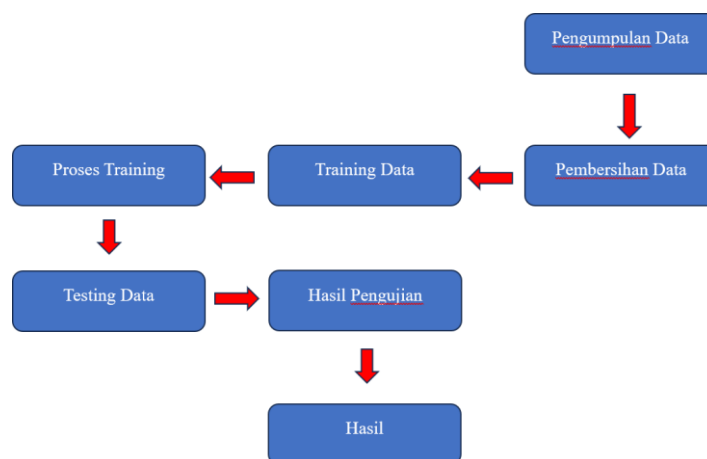 Pengumpulan Data
Pembersihan Data
Training Data
Proses Training
Testing Data
Hasil Pengujian
Hasil